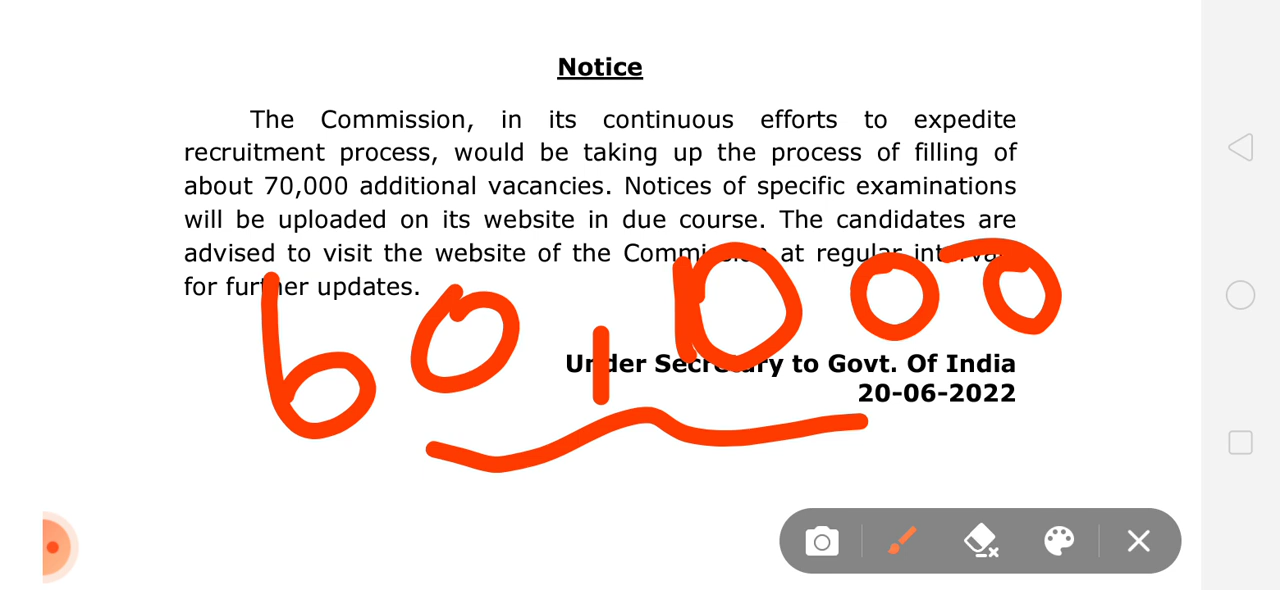 Notice
The Commission, in its continuous efforts to expedite
recruitment process, would be taking up the process of filling of
about 70,000 additional vacancies. Notices of specific examinations
will be uploaded on its website in due course. The candidates are
advised to visit the website of the Commission at regular intervals
for further updates.
60,000
Under Secretary to Govt. Of India
20-06-2022